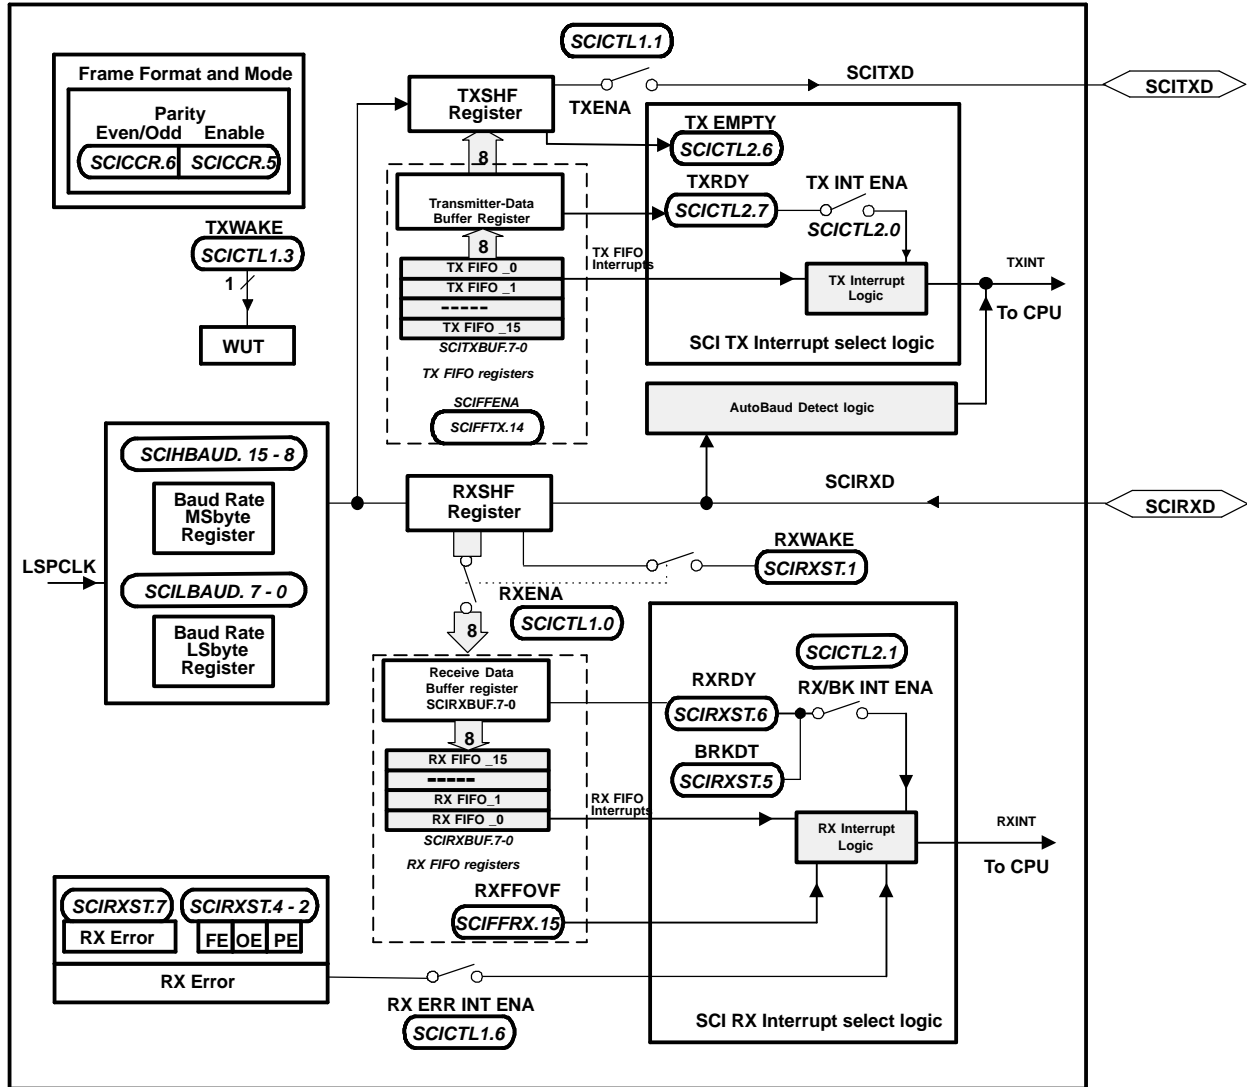 SCICTL1.1
Frame Format and Mode
Parity
Even/Odd Enable
SCICCR.6 SCICCR.5
TXSHF
Register
TXENA
SCITXD
SCITXD
8
TX EMPTY
SCICTL2.6
TXRDY
SCICTL2.7
TX INT ENA
SCICTL2.0
Transmitter-Data
Buffer Register
8
TX FIFO _0
TX FIFO _1
-----
TX FIFO _15
SCITXBUF.7-0
TX FIFO registers
SCIFFENA
SCIFFTX.14
TX FIFO
Interrupts
TX Interrupt
Logic
TXINT
To CPU
SCI TX Interrupt select logic
TXWAKE
SCICTL1.3
1
WUT
AutoBaud Detect logic
SCIHBAUD. 15 - 8
Baud Rate
MSbyte
Register
LSPCLK
SCILBAUD. 7 - 0
Baud Rate
LSbyte
Register
RXSHF
Register
SCIRXD
SCIRXD
RXWAKE
SCIRXST.1
RXENA
SCICTL1.0
8
Receive Data
Buffer register
SCIRXBUF.7-0
8
RX FIFO _15
-----
RX FIFO_1
RX FIFO _0
SCIRXBUF.7-0
RX FIFO registers
RX FIFO
Interrupts
SCICTL2.1
RXRDY
RX/BK INT ENA
SCIRXST.6
BRKDT
SCIRXST.5
RX Interrupt
Logic
RXINT
To CPU
RXFFOVF
SCIFFRX.15
SCIRXST.7 SCIRXST.4 - 2
RX Error FE OE PE
RX Error
RX ERR INT ENA
SCICTL1.6
SCI RX Interrupt select logic